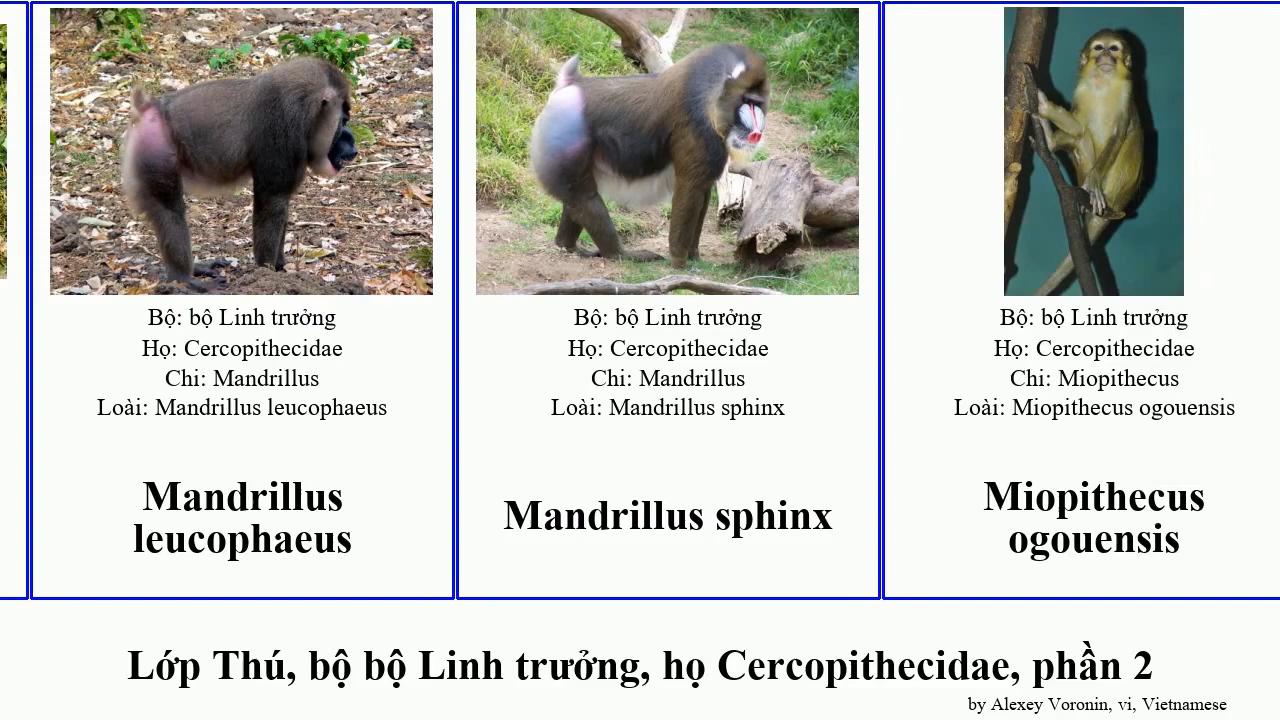 Bộ: bộ Linh trưởng
Họ: Cercopithecidae
Chi: Mandrillus
Loài: Mandrillus leucophaeus
Mandrillus
leucophaeus
Bộ: bộ Linh trưởng
Họ: Cercopithecidae
Chi: Mandrillus
Loài: Mandrillus sphinx
Mandrillus sphinx
Bộ: bộ Linh trưởng
Họ: Cercopithecidae
Chi: Miopithecus
Loài: Miopithecus ogouensis
Miopithecus
ogouensis
Lớp Thú, bộ bộ Linh trưởng, họ Cercopithecidae, phần 2
by Alexey Voronin, vi, Vietnamese